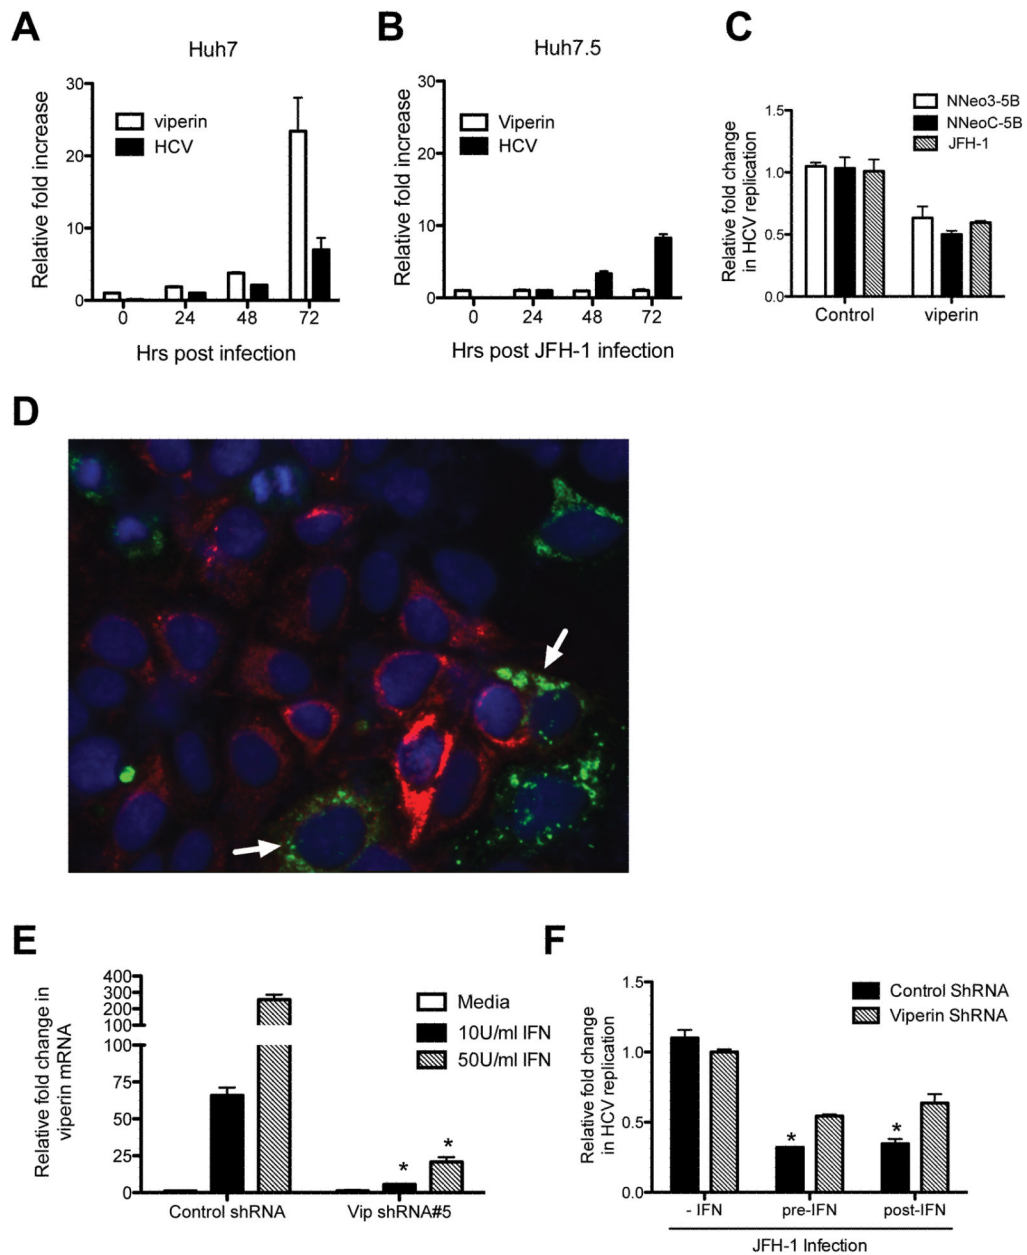 A
Huh7
30
20
10
0
Relative fold increase
viperin
HCV
0 24 48 72
Hrs post infection
B
Huh7.5
30
20
10
0
Relative fold increase
Viperin
HCV
0 24 48 72
Hrs post JFH-1 infection
C
1.5
1.0
0.5
0.0
Relative fold change
in HCV replication
NNeo3-5B
NNeoC-5B
JFH-1
Control viperin
D
E
400
300
200
100
100
75
50
25
0
Relative fold change in
viperin mRNA
Media
10U/ml IFN
50U/ml IFN
* *
Control shRNA Vip shRNA#5
F
1.5
1.0
0.5
0.0
Relative fold change
in HCV replication
Control ShRNA
Viperin ShRNA
* *
- IFN pre-IFN post-IFN
JFH-1 Infection